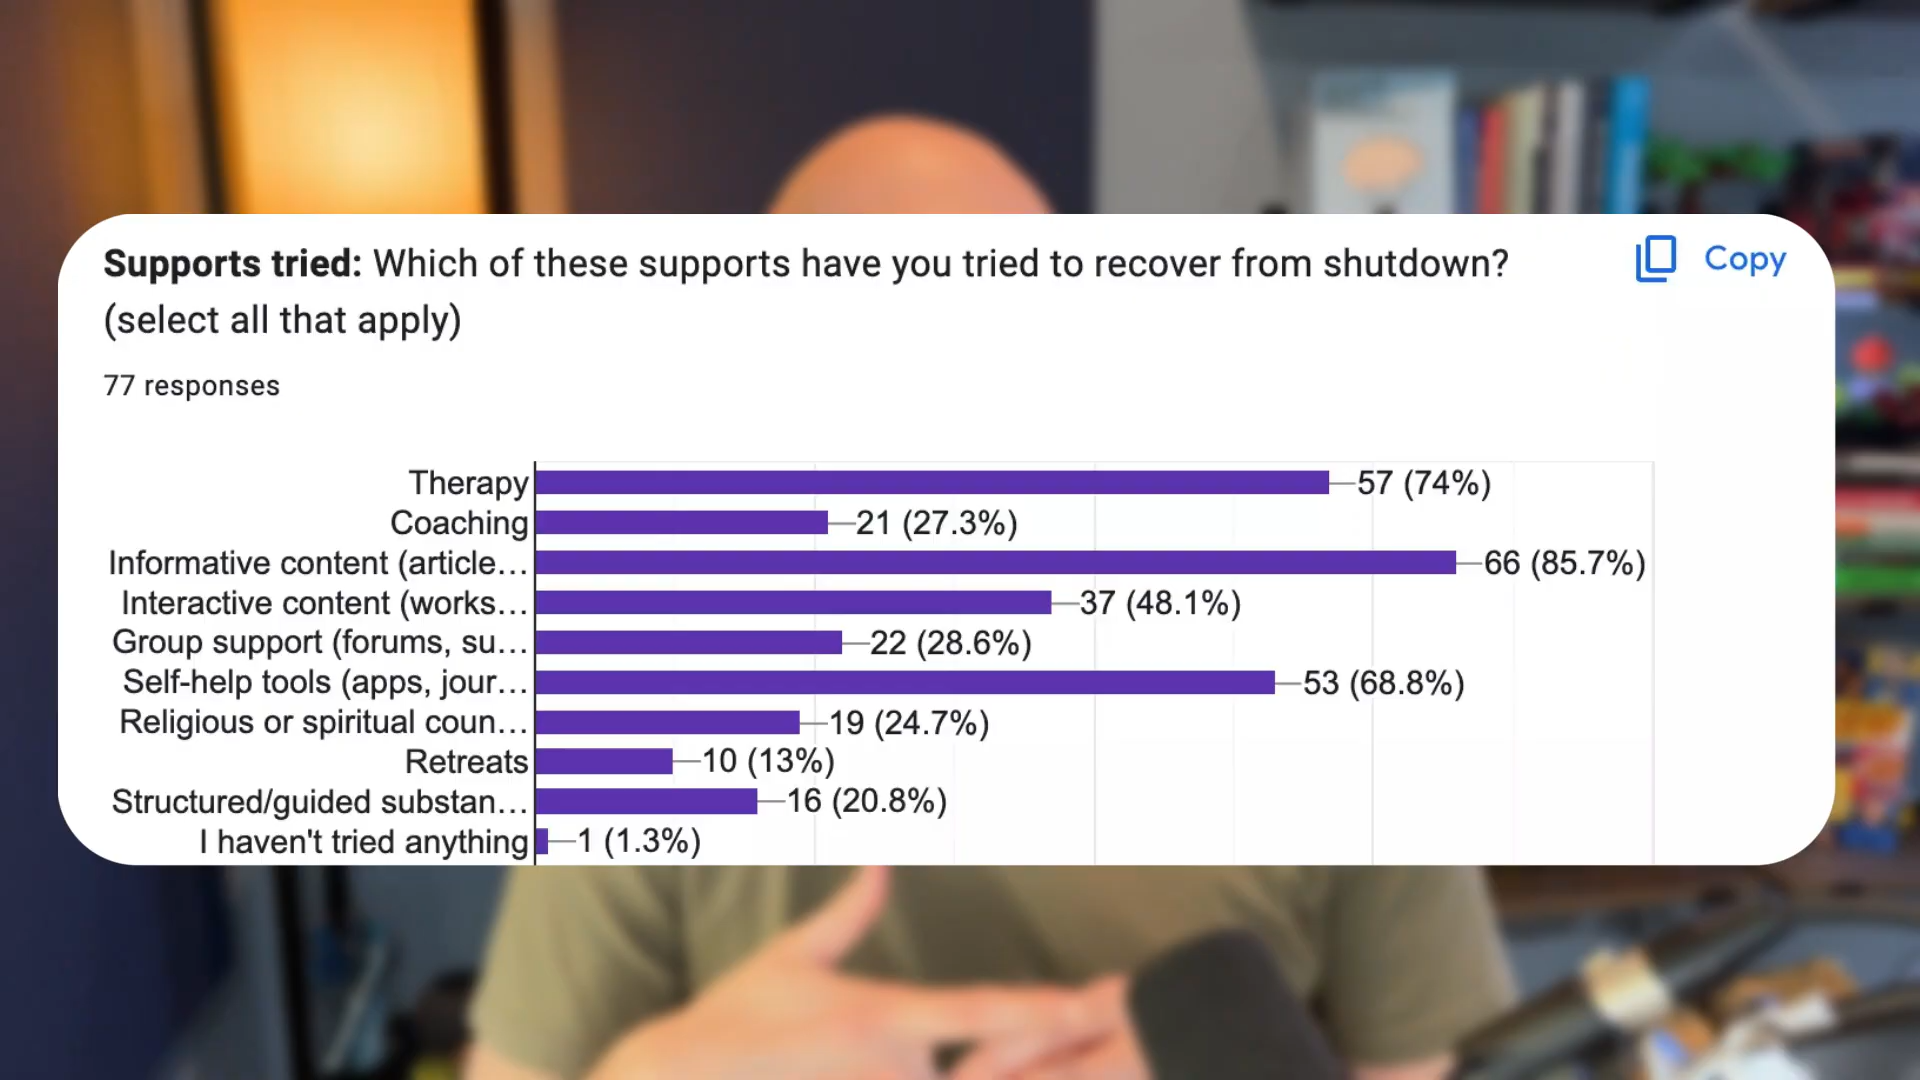 Supports tried: Which of these supports have you tried to recover from shutdown?
(select all that apply)
Copy
77 responses
Therapy 57 (74%)
Coaching 21 (27.3%)
Informative content (article… 66 (85.7%)
Interactive content (works… 37 (48.1%)
Group support (forums, su… 22 (28.6%)
Self-help tools (apps, jour… 53 (68.8%)
Religious or spiritual coun… 19 (24.7%)
Retreats 10 (13%)
Structured/guided substan… 16 (20.8%)
I haven't tried anything 1 (1.3%)